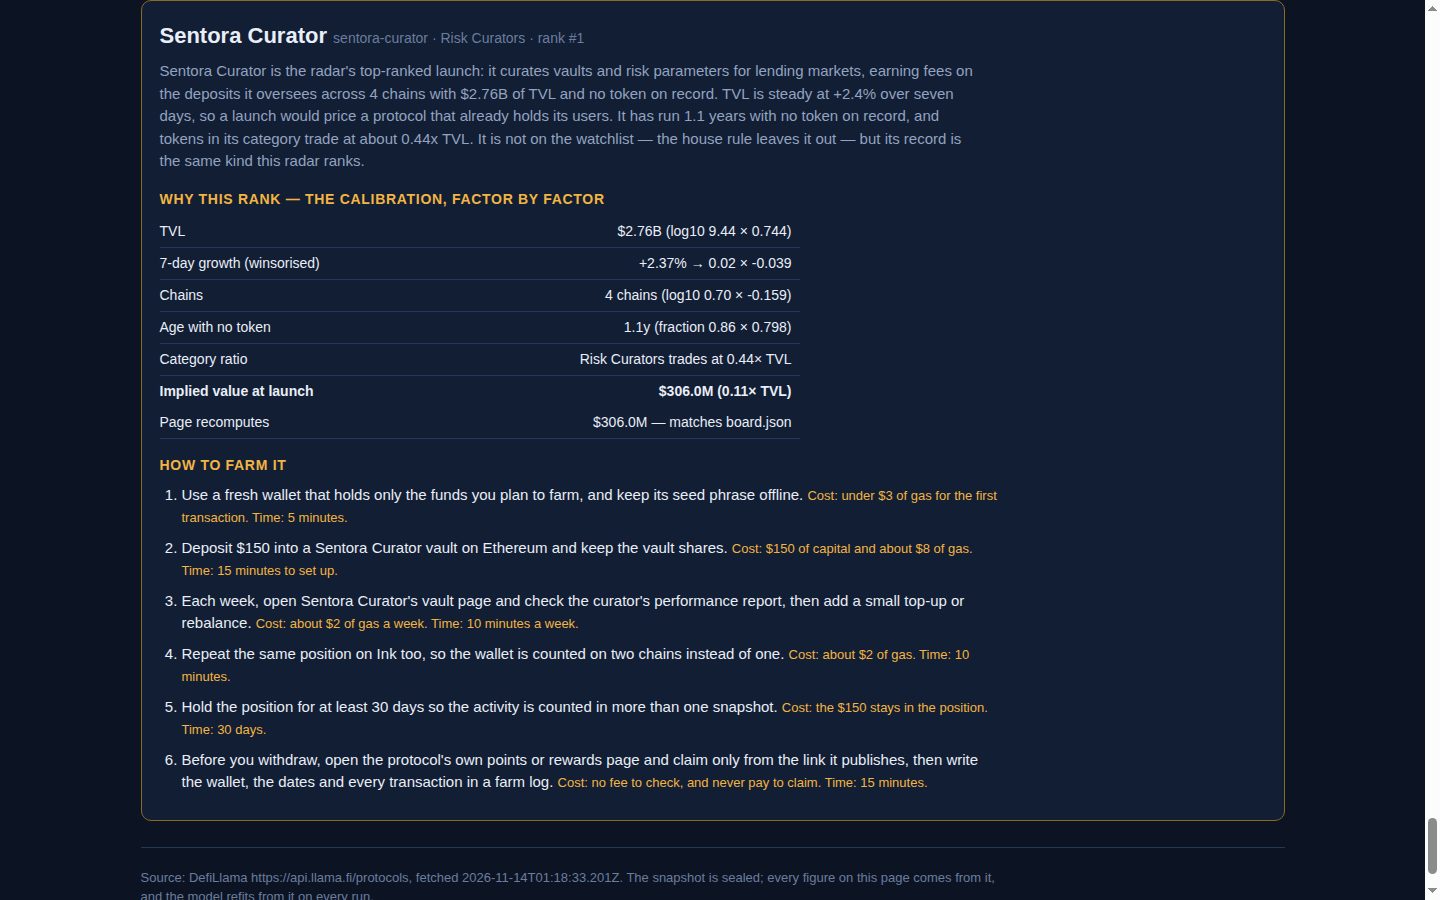 Sentora Curator sentora-curator · Risk Curators · rank #1
Sentora Curator is the radar's top-ranked launch: it curates vaults and risk parameters for lending markets, earning fees on
the deposits it oversees across 4 chains with $2.76B of TVL and no token on record. TVL is steady at +2.4% over seven
days, so a launch would price a protocol that already holds its users. It has run 1.1 years with no token on record, and
tokens in its category trade at about 0.44x TVL. It is not on the watchlist — the house rule leaves it out — but its record is
the same kind this radar ranks.
WHY THIS RANK — THE CALIBRATION, FACTOR BY FACTOR
TVL $2.76B (log10 9.44 × 0.744)
7-day growth (winsorised) +2.37% → 0.02 × -0.039
Chains 4 chains (log10 0.70 × -0.159)
Age with no token 1.1y (fraction 0.86 × 0.798)
Category ratio Risk Curators trades at 0.44× TVL
Implied value at launch $306.0M (0.11× TVL)
Page recomputes $306.0M — matches board.json
HOW TO FARM IT
1. Use a fresh wallet that holds only the funds you plan to farm, and keep its seed phrase offline. Cost: under $3 of gas for the first
transaction. Time: 5 minutes.
2. Deposit $150 into a Sentora Curator vault on Ethereum and keep the vault shares. Cost: $150 of capital and about $8 of gas.
Time: 15 minutes to set up.
3. Each week, open Sentora Curator's vault page and check the curator's performance report, then add a small top-up or
rebalance. Cost: about $2 of gas a week. Time: 10 minutes a week.
4. Repeat the same position on Ink too, so the wallet is counted on two chains instead of one. Cost: about $2 of gas. Time: 10
minutes.
5. Hold the position for at least 30 days so the activity is counted in more than one snapshot. Cost: the $150 stays in the position.
Time: 30 days.
6. Before you withdraw, open the protocol's own points or rewards page and claim only from the link it publishes, then write
the wallet, the dates and every transaction in a farm log. Cost: no fee to check, and never pay to claim. Time: 15 minutes.
Source: DefiLlama https://api.llama.fi/protocols, fetched 2026-11-14T01:18:33.201Z. The snapshot is sealed; every figure on this page comes from it,
and the model refits from it on every run.